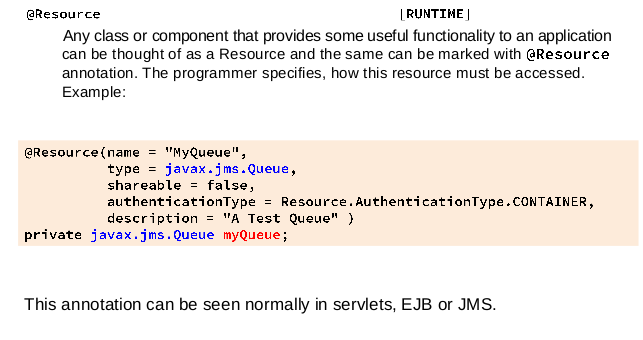 @Resource [RUNTIME]
Any class or component that provides some useful functionality to an application
can be thought of as a Resource and the same can be marked with @Resource
annotation. The programmer specifies, how this resource must be accessed.
Example:
@Resource(name = "MyQueue",
type = javax.jms.Queue,
shareable = false,
authenticationType = Resource.AuthenticationType.CONTAINER,
description = "A Test Queue" )
private javax.jms.Queue myQueue;
This annotation can be seen normally in servlets, EJB or JMS.